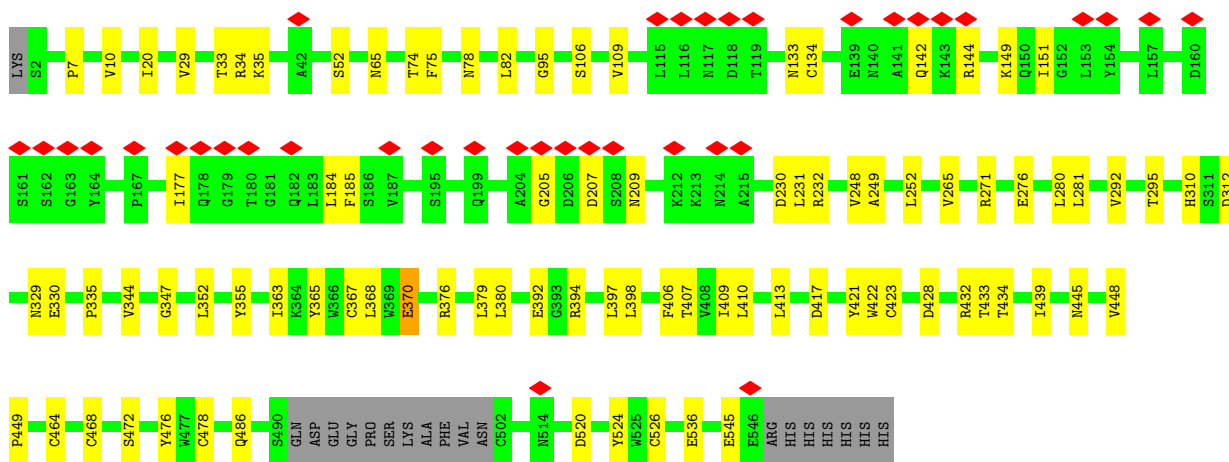 LYS S2 P7 V10 I20 V29 T33 R34 K35 A42 S52 N65 T74 F75 N78 L82 G95 S106 V109 L115 L116 N117 D118 T119 N133 C134 E139 N140 A141 Q142 K143 R144 K149 Q150 I151 G152 L153 Y154 L157 D160
S161 S162 G163 Y164 P167 I177 Q178 G179 T180 G181 Q182 L183 L184 F185 S186 V187 S195 Q199 A204 G205 D206 D207 S208 N209 K212 K213 N214 A215 D230 L231 R232 V248 A249 L252 V265 R271 E276 L280 L281 V292 T295 H310 S311 D312
N329 E330 P335 V344 G347 L352 Y355 I363 K364 Y365 W366 C367 L368 W369 E370 R376 L379 L380 E392 G393 R394 L397 L398 F406 T407 V408 I409 L410 L413 D417 Y421 W422 C423 D428 R432 T433 T434 I439 N445 V448
P449 C464 C468 S472 Y476 W477 C478 Q486 S490 GLN ASP GLU GLY PRO SER LYS ALA PHE VAL ASN C502 N514 D520 Y524 W525 C526 E536 E545 E546 ARG HIS HIS HIS HIS HIS HIS